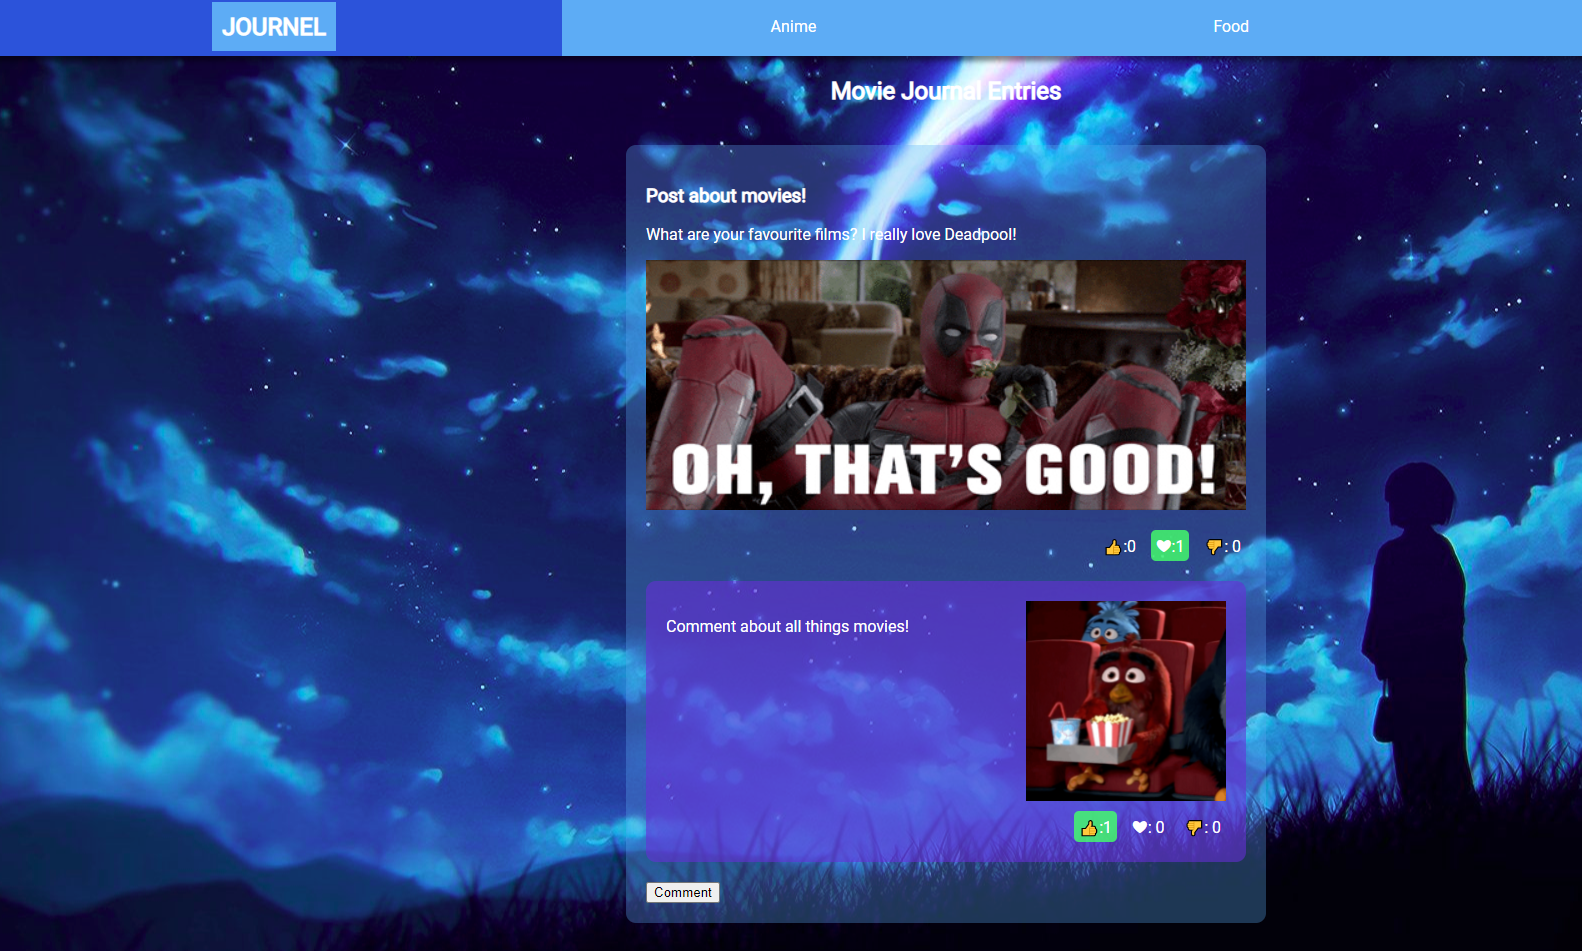 JOURNEL
Anime
Food
Movie Journal Entries
Post about movies!
What are your favourite films? I really love Deadpool!
OH, THAT'S GOOD!
👍:0 🤍:1 👎: 0
Comment about all things movies!
👍:1 🤍: 0 👎: 0
Comment